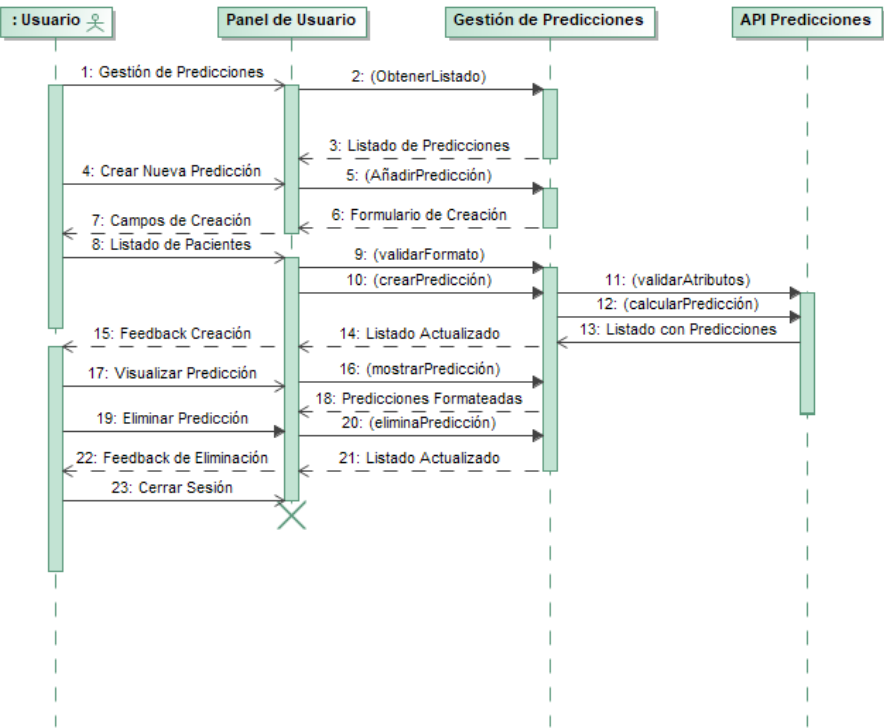 : Usuario
Panel de Usuario
Gestión de Predicciones
API Predicciones
1: Gestión de Predicciones
2: (ObtenerListado)
3: Listado de Predicciones
4: Crear Nueva Predicción
5: (AñadirPredicción)
6: Formulario de Creación
7: Campos de Creación
8: Listado de Pacientes
9: (validarFormato)
10: (crearPredicción)
11: (validarAtributos)
12: (calcularPredicción)
13: Listado con Predicciones
14: Listado Actualizado
15: Feedback Creación
16: (mostrarPredicción)
17: Visualizar Predicción
18: Predicciones Formateadas
19: Eliminar Predicción
20: (eliminaPredicción)
21: Listado Actualizado
22: Feedback de Eliminación
23: Cerrar Sesión